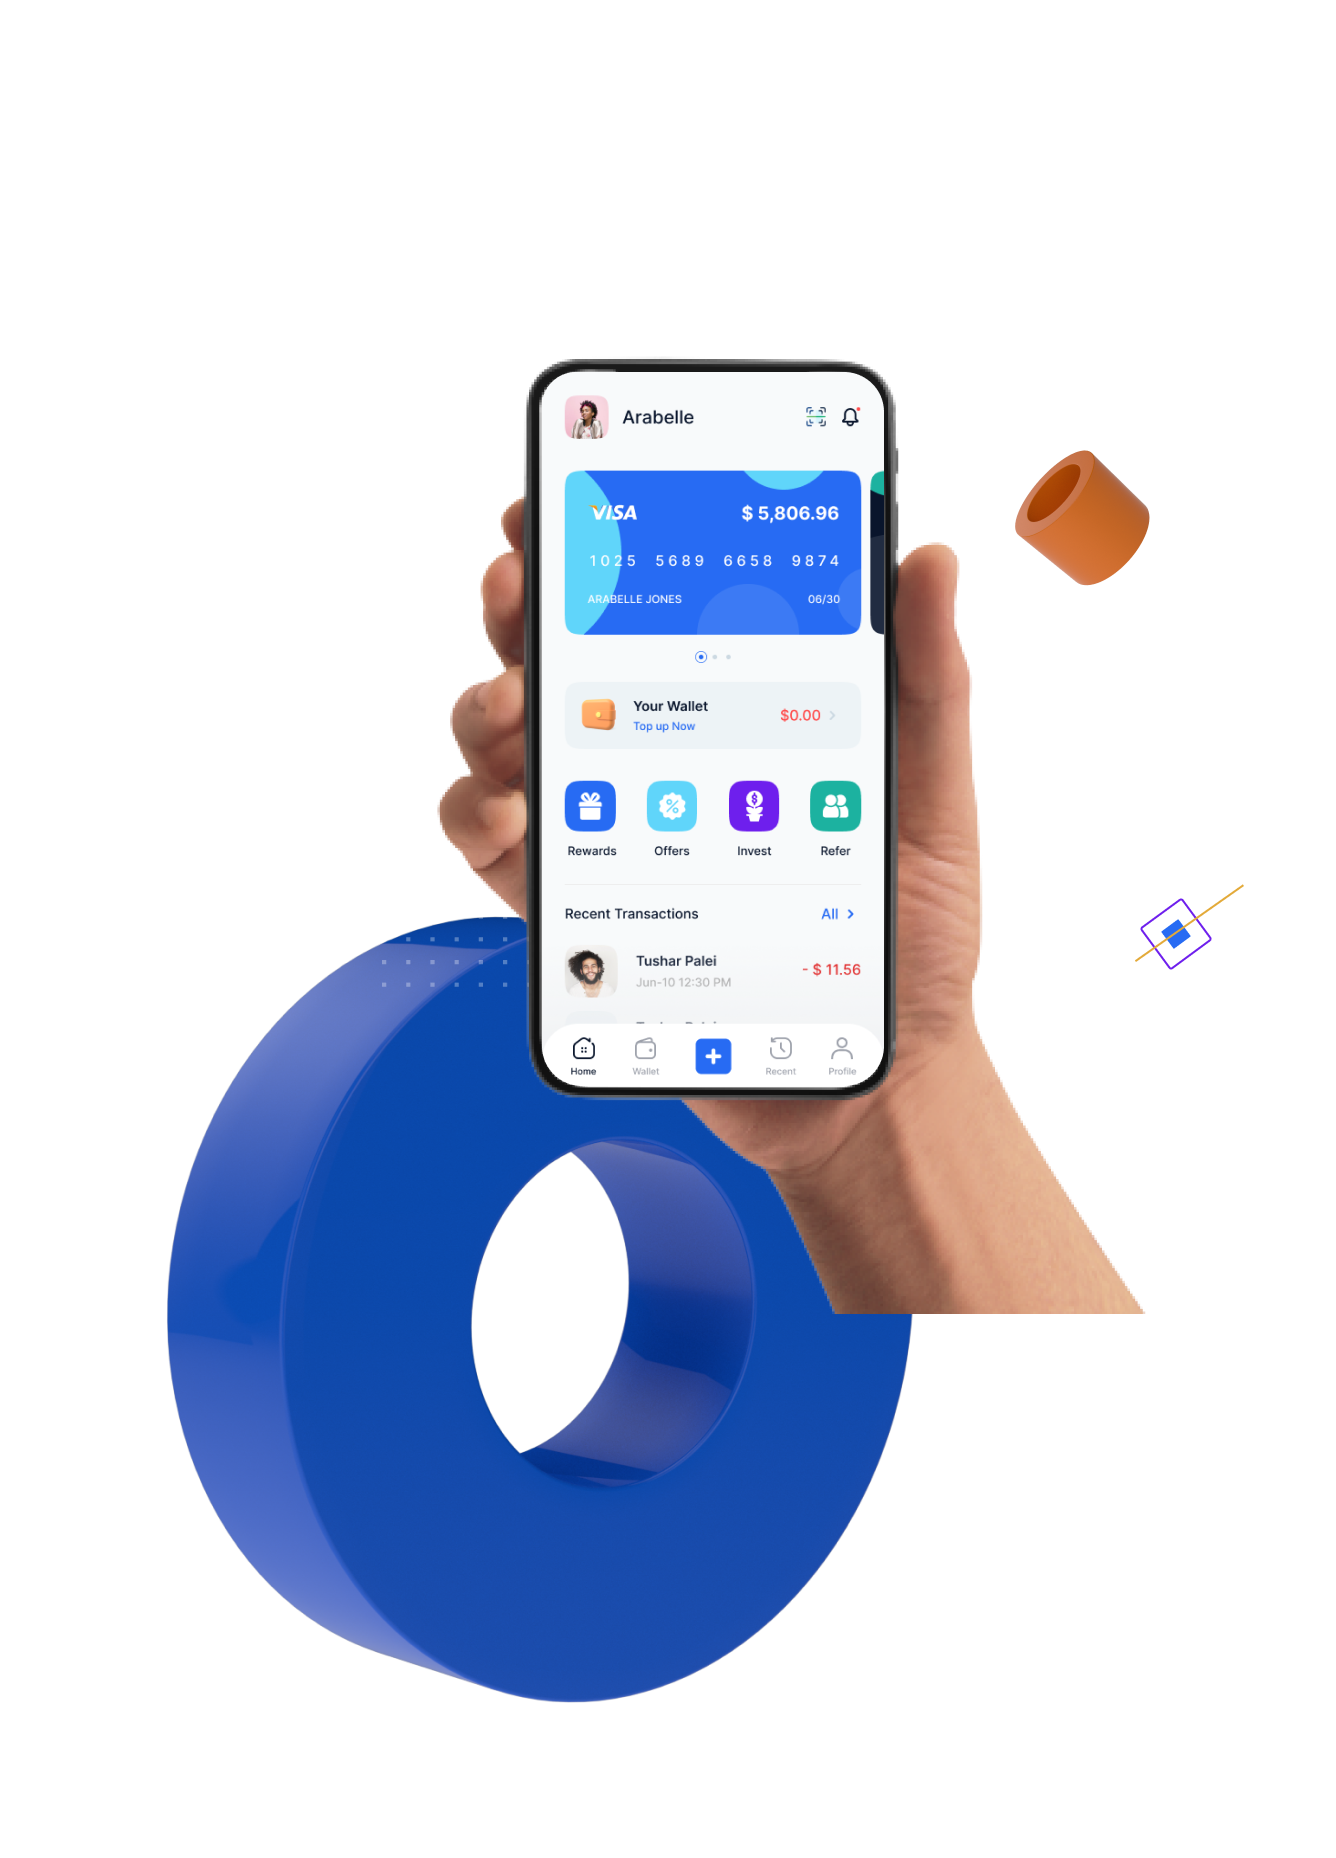 Arabelle
VISA
$ 5,806.96
1025 5689 6658 9874
ARABELLE JONES 06/30
Your Wallet
Top up Now
$0.00
Rewards Offers Invest Refer
Recent Transactions All
Tushar Palei
Jun-10 12:30 PM
- $ 11.56
Home Wallet Recent Profile